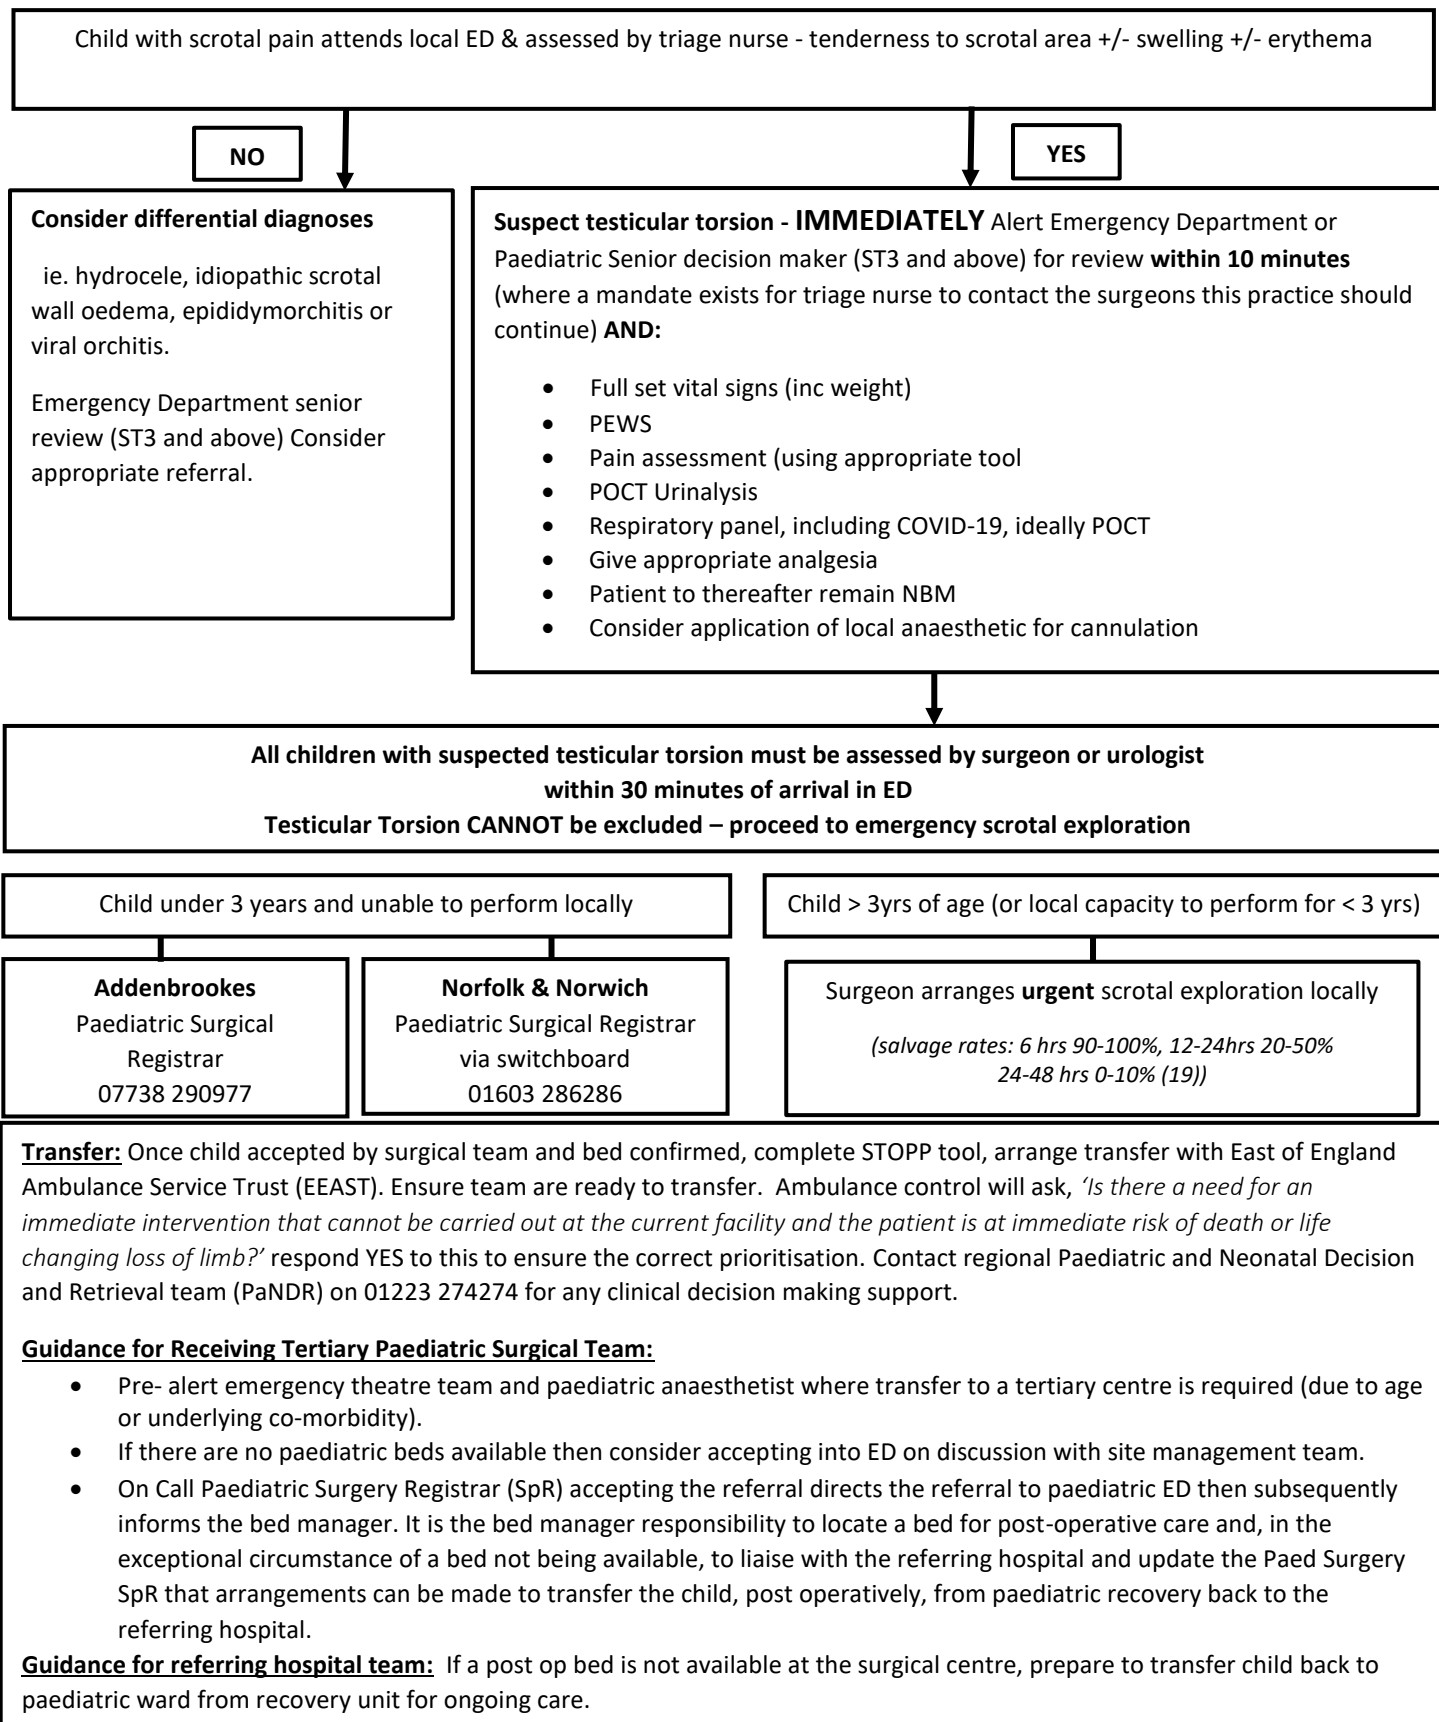 Child with scrotal pain attends local ED & assessed by triage nurse - tenderness to scrotal area +/- swelling +/- erythema
NO
YES
Consider differential diagnoses
ie. hydrocele, idiopathic scrotal
wall oedema, epididymorchitis or
viral orchitis.
Emergency Department senior
review (ST3 and above) Consider
appropriate referral.
Suspect testicular torsion - IMMEDIATELY Alert Emergency Department or
Paediatric Senior decision maker (ST3 and above) for review within 10 minutes
(where a mandate exists for triage nurse to contact the surgeons this practice should
continue) AND:
• Full set vital signs (inc weight)
• PEWS
• Pain assessment (using appropriate tool
• POCT Urinalysis
• Respiratory panel, including COVID-19, ideally POCT
• Give appropriate analgesia
• Patient to thereafter remain NBM
• Consider application of local anaesthetic for cannulation
All children with suspected testicular torsion must be assessed by surgeon or urologist
within 30 minutes of arrival in ED
Testicular Torsion CANNOT be excluded – proceed to emergency scrotal exploration
Child under 3 years and unable to perform locally
Child > 3yrs of age (or local capacity to perform for < 3 yrs)
Addenbrookes
Paediatric Surgical
Registrar
07738 290977
Norfolk & Norwich
Paediatric Surgical Registrar
via switchboard
01603 286286
Surgeon arranges urgent scrotal exploration locally
(salvage rates: 6 hrs 90-100%, 12-24hrs 20-50%
24-48 hrs 0-10% (19))
Transfer: Once child accepted by surgical team and bed confirmed, complete STOPP tool, arrange transfer with East of England
Ambulance Service Trust (EEAST). Ensure team are ready to transfer. Ambulance control will ask, ‘Is there a need for an
immediate intervention that cannot be carried out at the current facility and the patient is at immediate risk of death or life
changing loss of limb?’ respond YES to this to ensure the correct prioritisation. Contact regional Paediatric and Neonatal Decision
and Retrieval team (PaNDR) on 01223 274274 for any clinical decision making support.
Guidance for Receiving Tertiary Paediatric Surgical Team:
• Pre- alert emergency theatre team and paediatric anaesthetist where transfer to a tertiary centre is required (due to age
or underlying co-morbidity).
• If there are no paediatric beds available then consider accepting into ED on discussion with site management team.
• On Call Paediatric Surgery Registrar (SpR) accepting the referral directs the referral to paediatric ED then subsequently
informs the bed manager. It is the bed manager responsibility to locate a bed for post-operative care and, in the
exceptional circumstance of a bed not being available, to liaise with the referring hospital and update the Paed Surgery
SpR that arrangements can be made to transfer the child, post operatively, from paediatric recovery back to the
referring hospital.
Guidance for referring hospital team: If a post op bed is not available at the surgical centre, prepare to transfer child back to
paediatric ward from recovery unit for ongoing care.